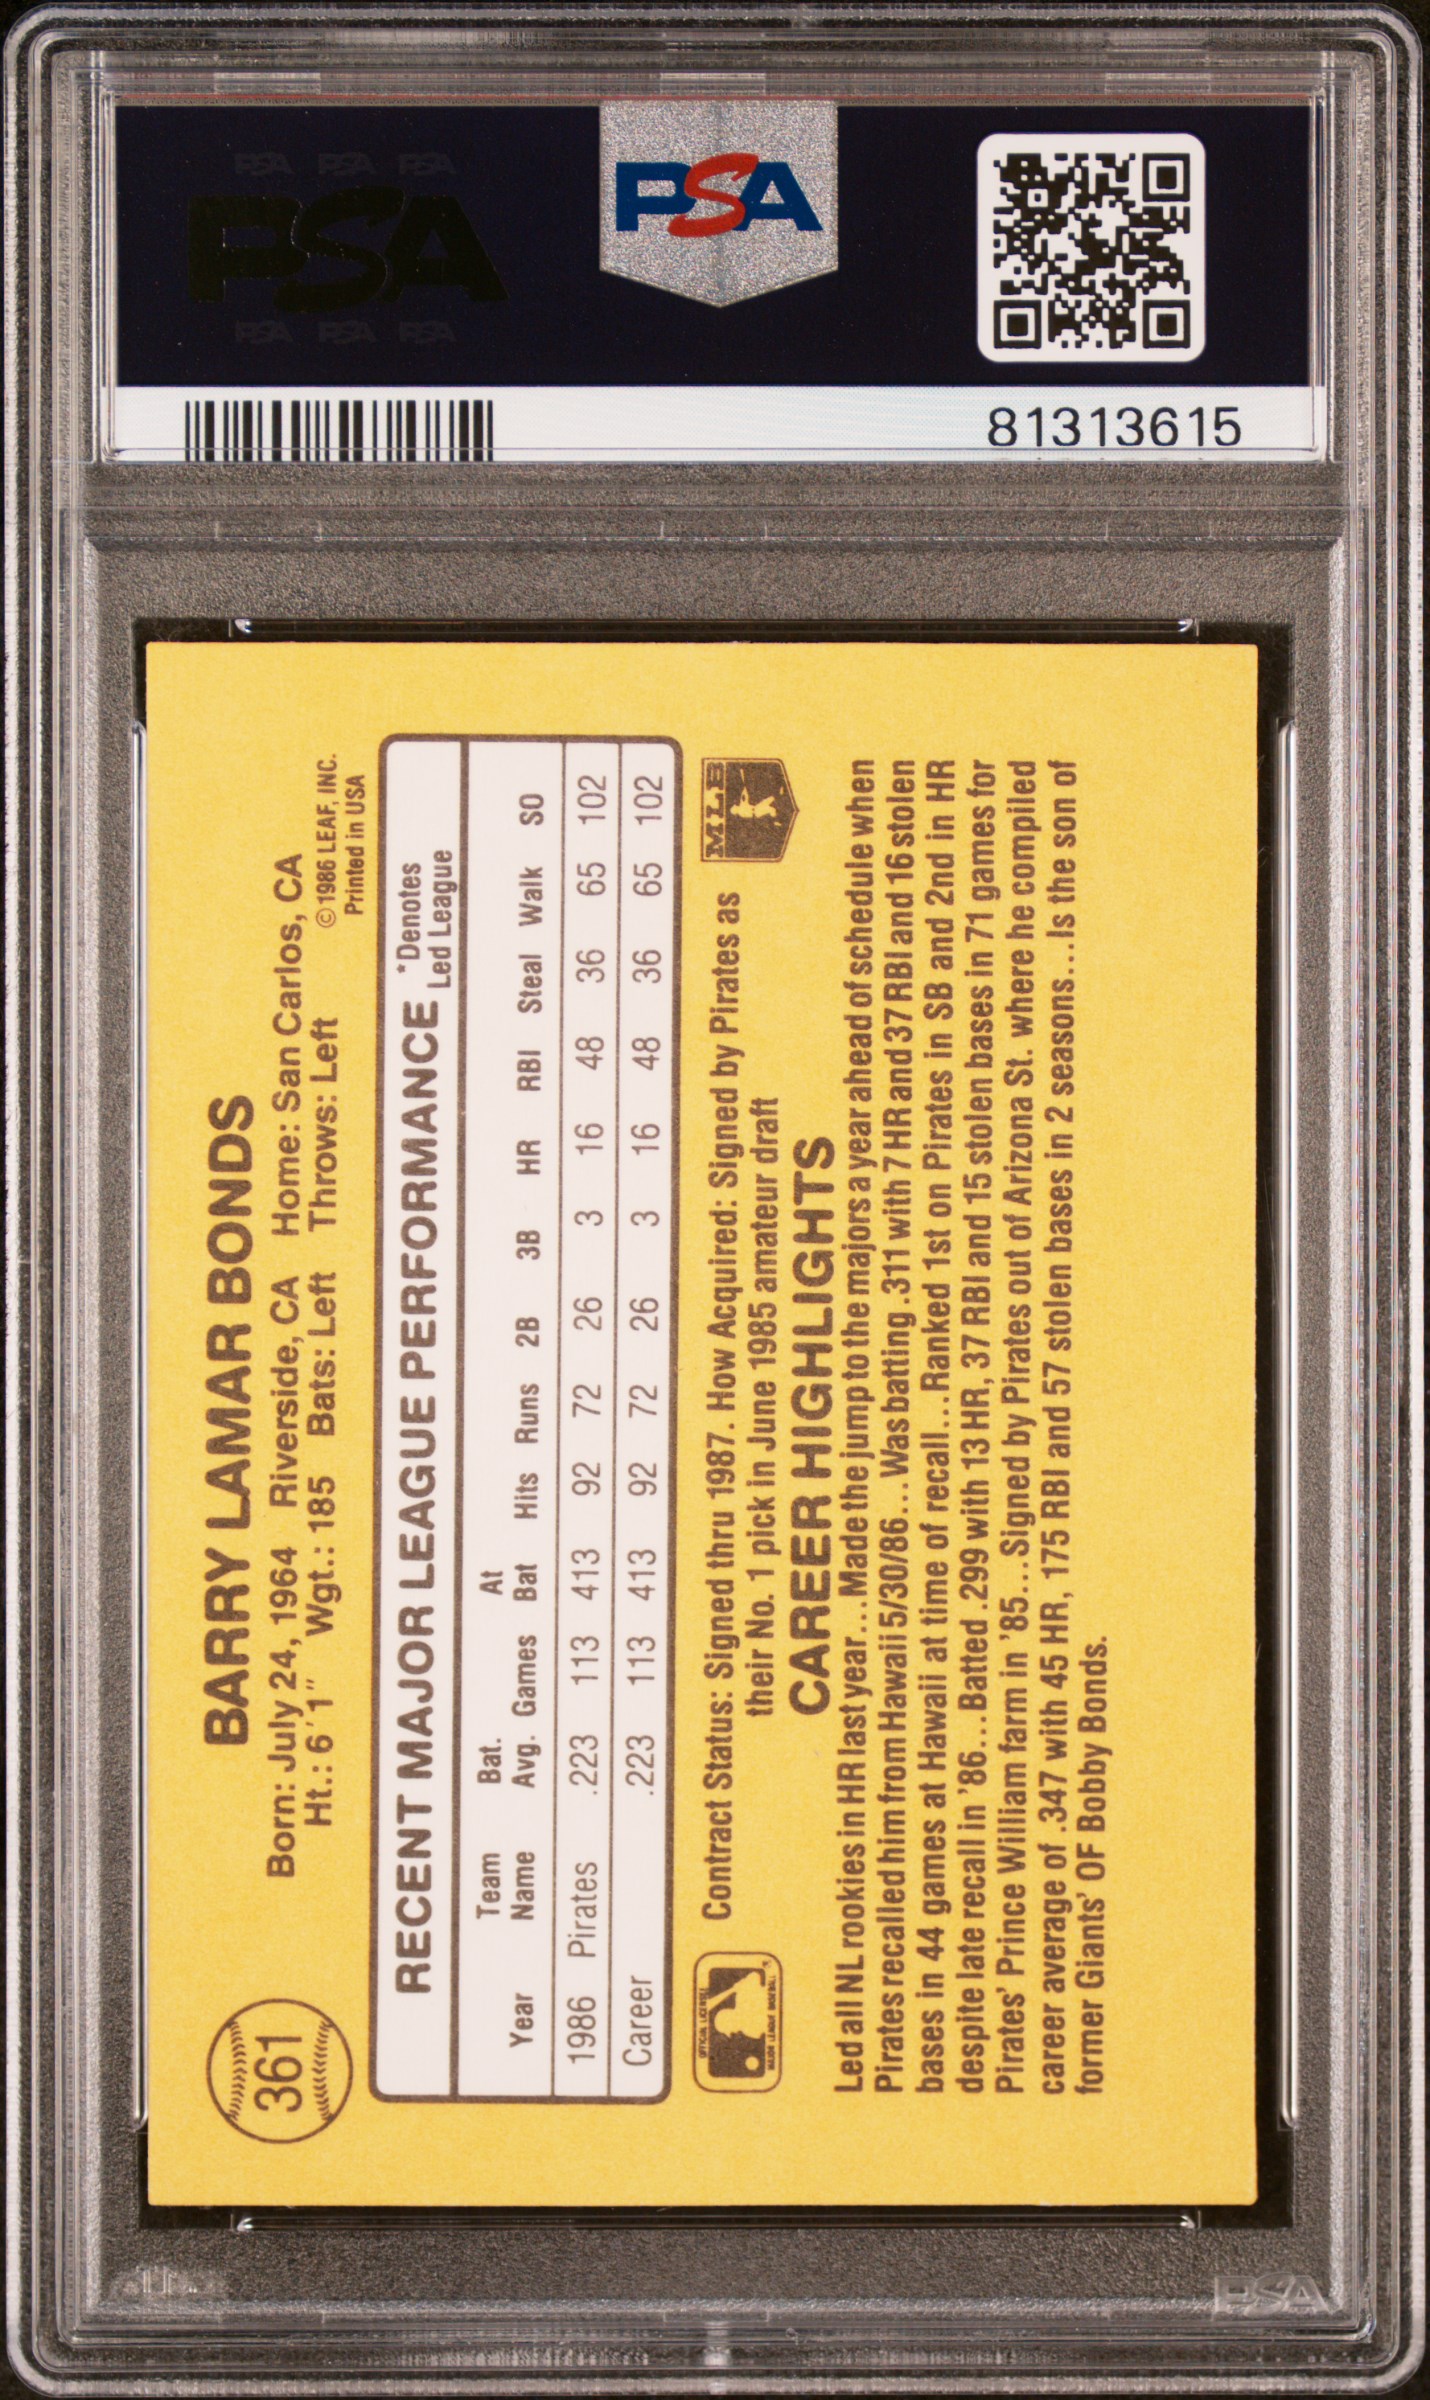 PSA PSA PSA
PSA
PSA PSA PSA
PSA
81313615
361
BARRY LAMAR BONDS
Born: July 24, 1964 Riverside, CA Home: San Carlos, CA
Ht.: 6'1" Wgt.: 185 Bats: Left Throws: Left
©1986 LEAF, INC.
Printed in USA
RECENT MAJOR LEAGUE PERFORMANCE *Denotes
Led League
Year Team Name Bat. Avg. Games At Bat Hits Runs 2B 3B HR RBI Steal Walk SO
1986 Pirates .223 113 413 92 72 26 3 16 48 36 65 102
Career .223 113 413 92 72 26 3 16 48 36 65 102
OFFICIAL LICENSEE
MAJOR LEAGUE BASEBALL
®
Contract Status: Signed thru 1987. How Acquired: Signed by Pirates as
their No. 1 pick in June 1985 amateur draft
MLB
CAREER HIGHLIGHTS
Led all NL rookies in HR last year...Made the jump to the majors a year ahead of schedule when
Pirates recalled him from Hawaii 5/30/86...Was batting .311 with 7 HR and 37 RBI and 16 stolen
bases in 44 games at Hawaii at time of recall...Ranked 1st on Pirates in SB and 2nd in HR
despite late recall in '86...Batted .299 with 13 HR, 37 RBI and 15 stolen bases in 71 games for
Pirates' Prince William farm in '85...Signed by Pirates out of Arizona St. where he compiled
career average of .347 with 45 HR, 175 RBI and 57 stolen bases in 2 seasons...Is the son of
former Giants' OF Bobby Bonds.
PSA